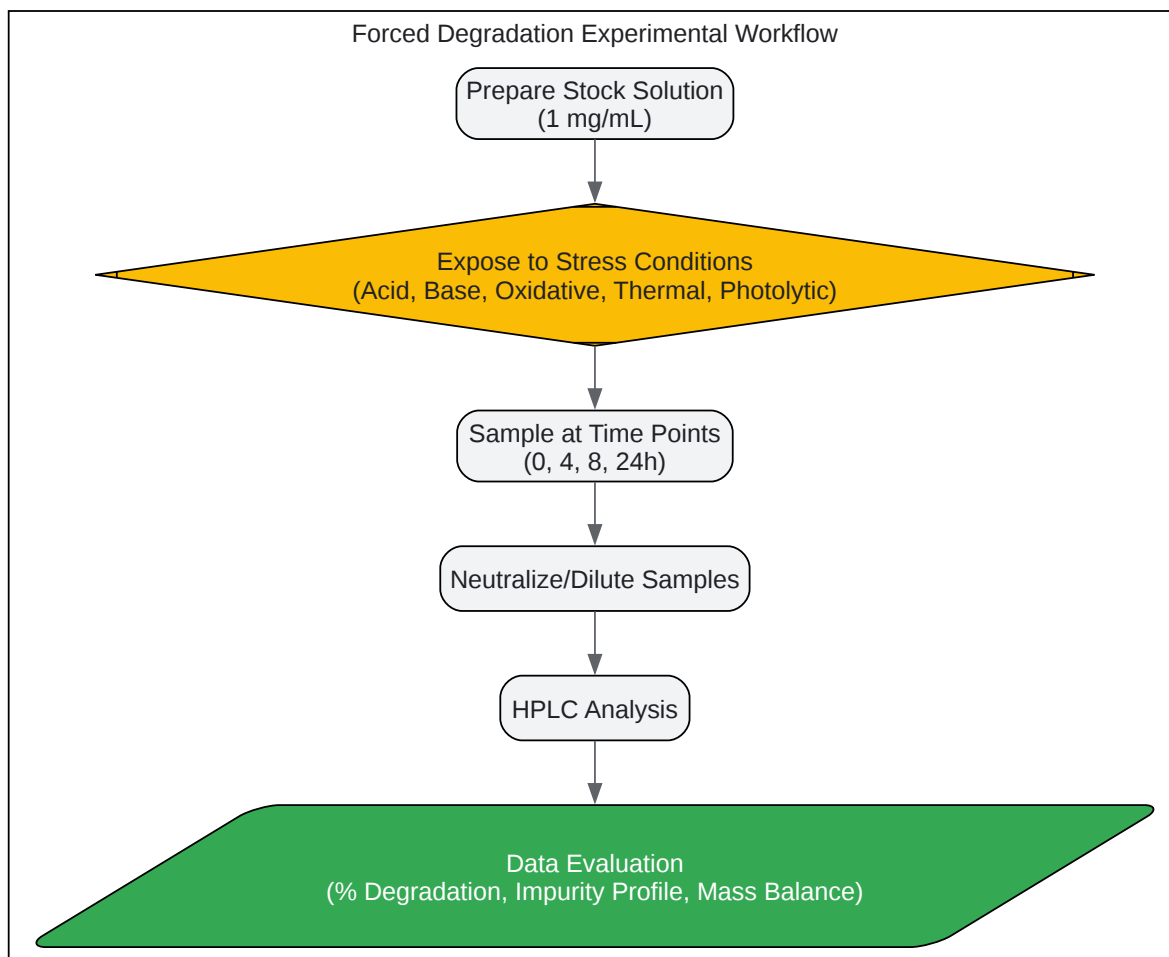 Forced Degradation Experimental Workflow
Prepare Stock Solution
(1 mg/mL)
Expose to Stress Conditions
(Acid, Base, Oxidative, Thermal, Photolytic)
Sample at Time Points
(0, 4, 8, 24h)
Neutralize/Dilute Samples
HPLC Analysis
Data Evaluation
(% Degradation, Impurity Profile, Mass Balance)